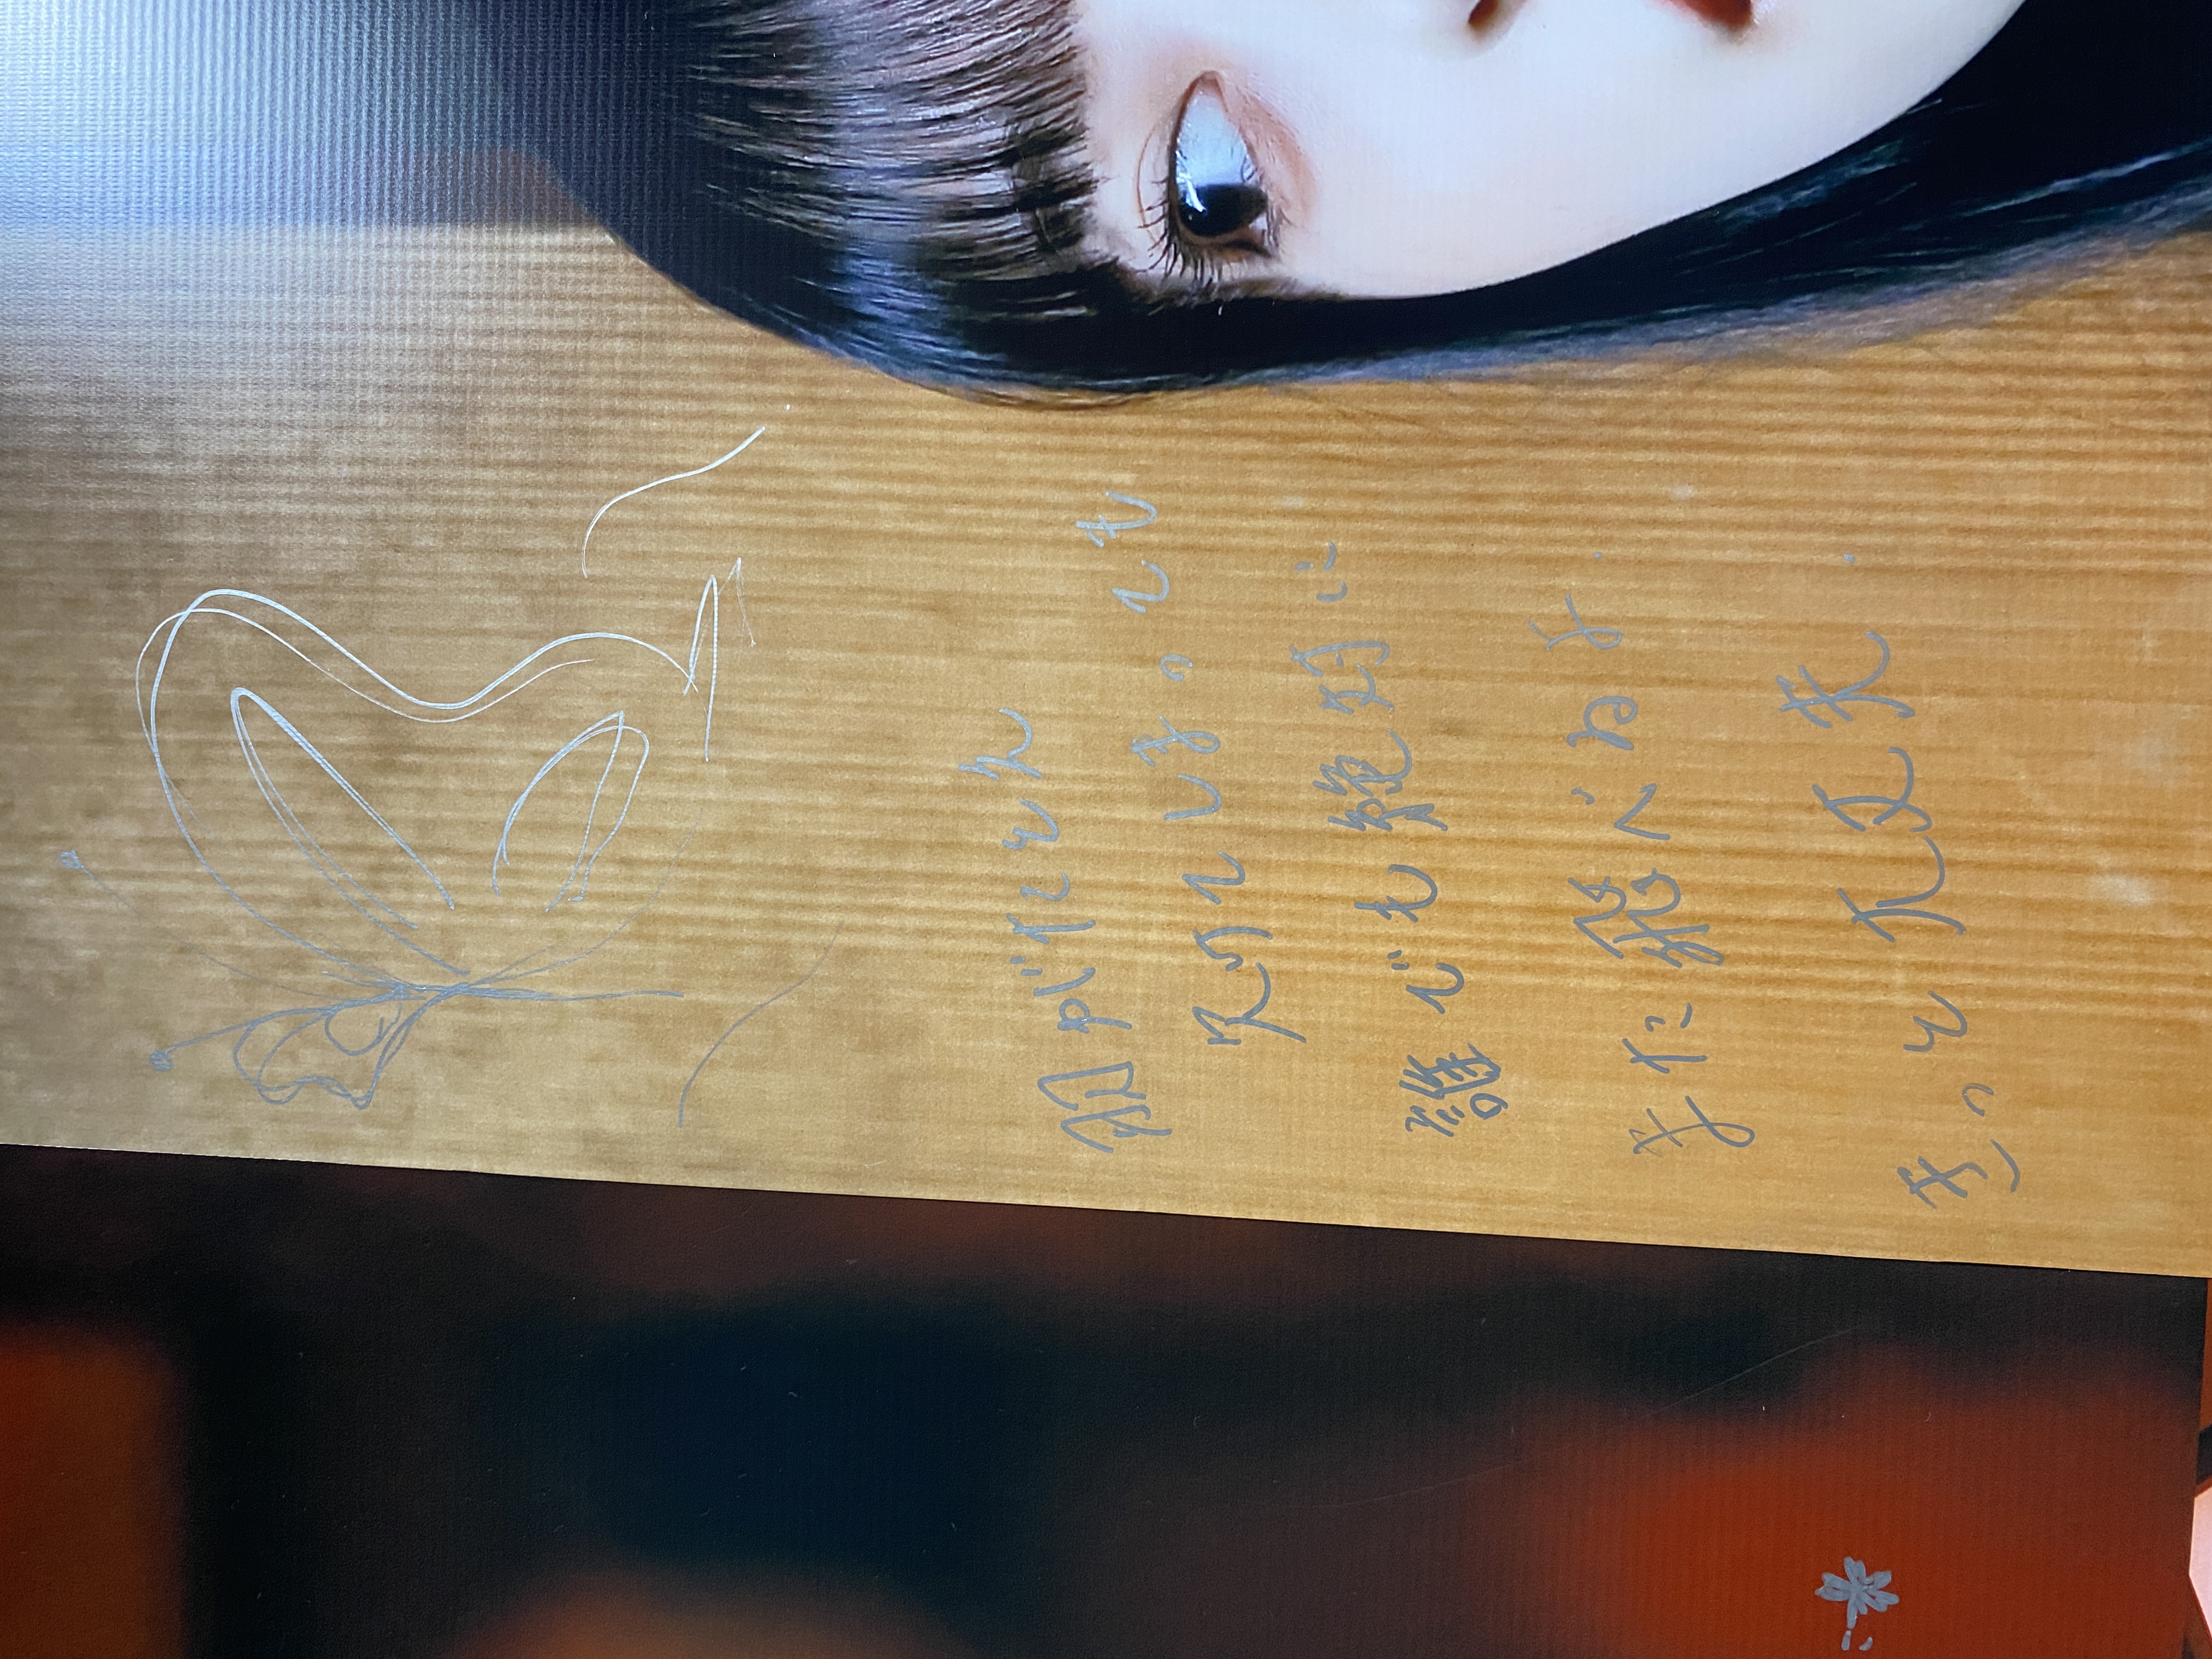 羽がたとえ
欠けてしまっても
誰でも絶対に
また飛べるよ.
きっと大丈夫.